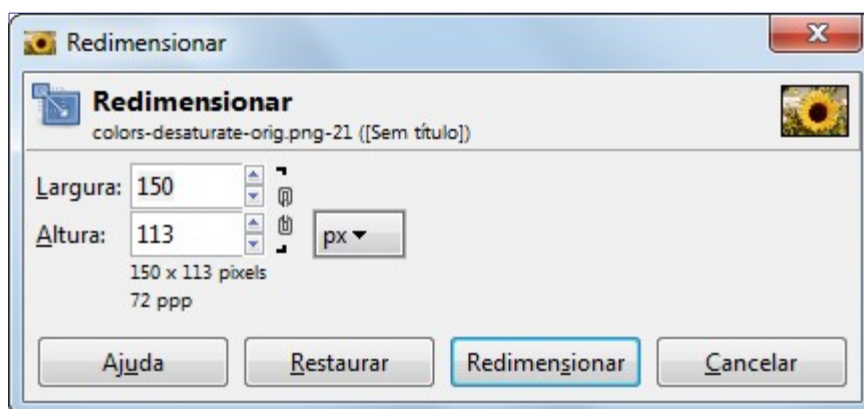 Redimensionar
Redimensionar
colors-desaturate-orig.png-21 ([Sem título])
Largura: 150
Altura: 113 px
150 x 113 pixels
72 ppp
Ajuda Restaurar Redimensionar Cancelar